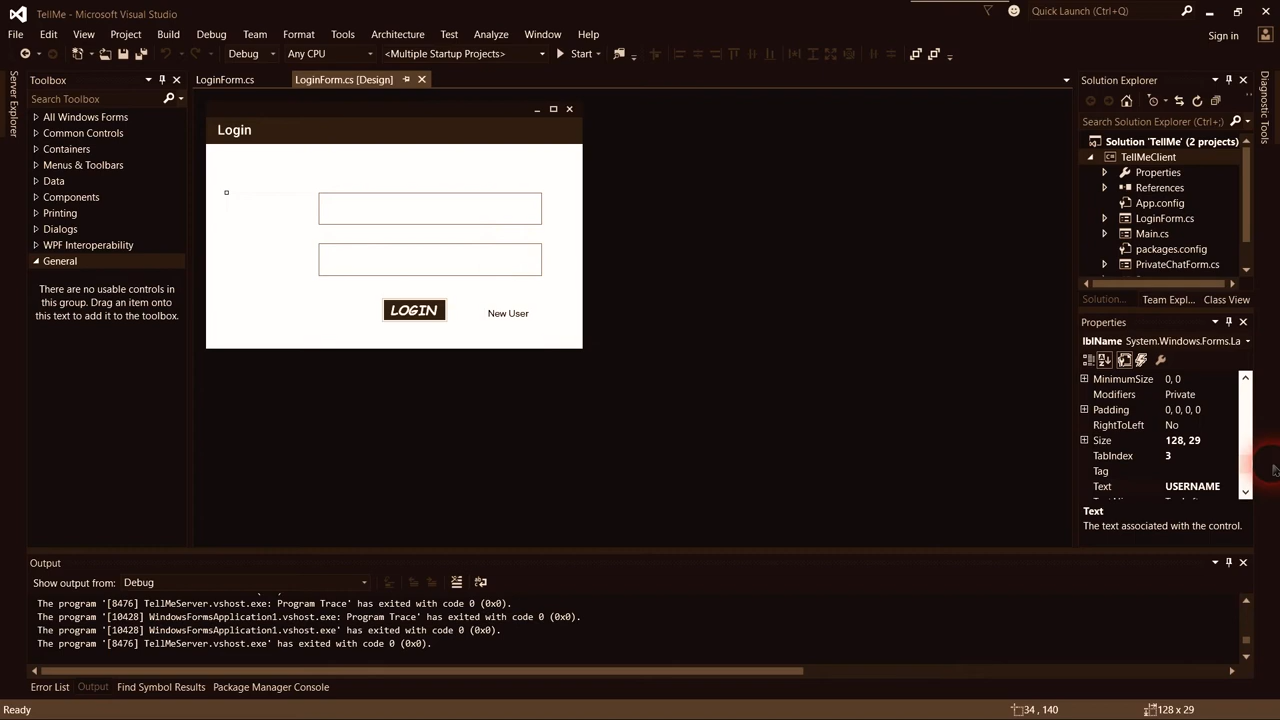 TellMe - Microsoft Visual Studio
Quick Launch (Ctrl+Q)
File Edit View Project Build Debug Team Format Tools Architecture Test Analyze Window Help
Sign in
Debug Any CPU <Multiple Startup Projects> Start
Server Explorer
Toolbox
Search Toolbox
All Windows Forms
Common Controls
Containers
Menus & Toolbars
Data
Components
Printing
Dialogs
WPF Interoperability
General
There are no usable controls in
this group. Drag an item onto
this text to add it to the toolbox.
LoginForm.cs LoginForm.cs [Design]
Login
LOGIN
New User
Solution Explorer
Search Solution Explorer (Ctrl+;)
Solution 'TellMe' (2 projects)
TellMeClient
Properties
References
App.config
LoginForm.cs
Main.cs
packages.config
PrivateChatForm.cs
Solution... Team Expl... Class View
Diagnostic Tools
Properties
lblName System.Windows.Forms.La
MinimumSize 0, 0
Modifiers Private
Padding 0, 0, 0, 0
RightToLeft No
Size 128, 29
TabIndex 3
Tag
Text USERNAME
Text
The text associated with the control.
Output
Show output from: Debug
The program '[8476] TellMeServer.vshost.exe: Program Trace' has exited with code 0 (0x0).
The program '[10428] WindowsFormsApplication1.vshost.exe: Program Trace' has exited with code 0 (0x0).
The program '[10428] WindowsFormsApplication1.vshost.exe' has exited with code 0 (0x0).
The program '[8476] TellMeServer.vshost.exe' has exited with code 0 (0x0).
Error List Output Find Symbol Results Package Manager Console
Ready
34 , 140
128 x 29